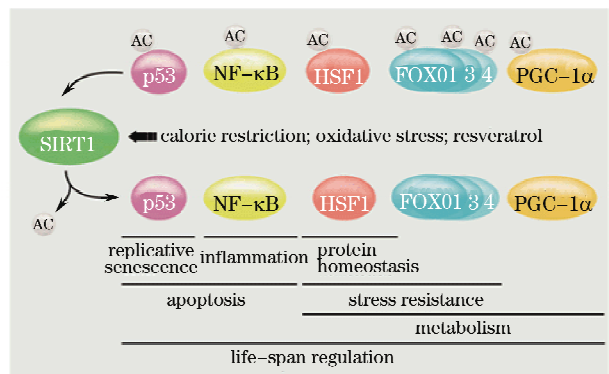 AC AC AC AC AC AC AC
p53 NF-κB HSF1 FOXO1 3 4 PGC-1α
SIRT1 calorie restriction; oxidative stress; resveratrol
p53 NF-κB HSF1 FOXO1 3 4 PGC-1α
AC
replicative senescence
inflammation
protein homeostasis
apoptosis stress resistance
metabolism
life-span regulation